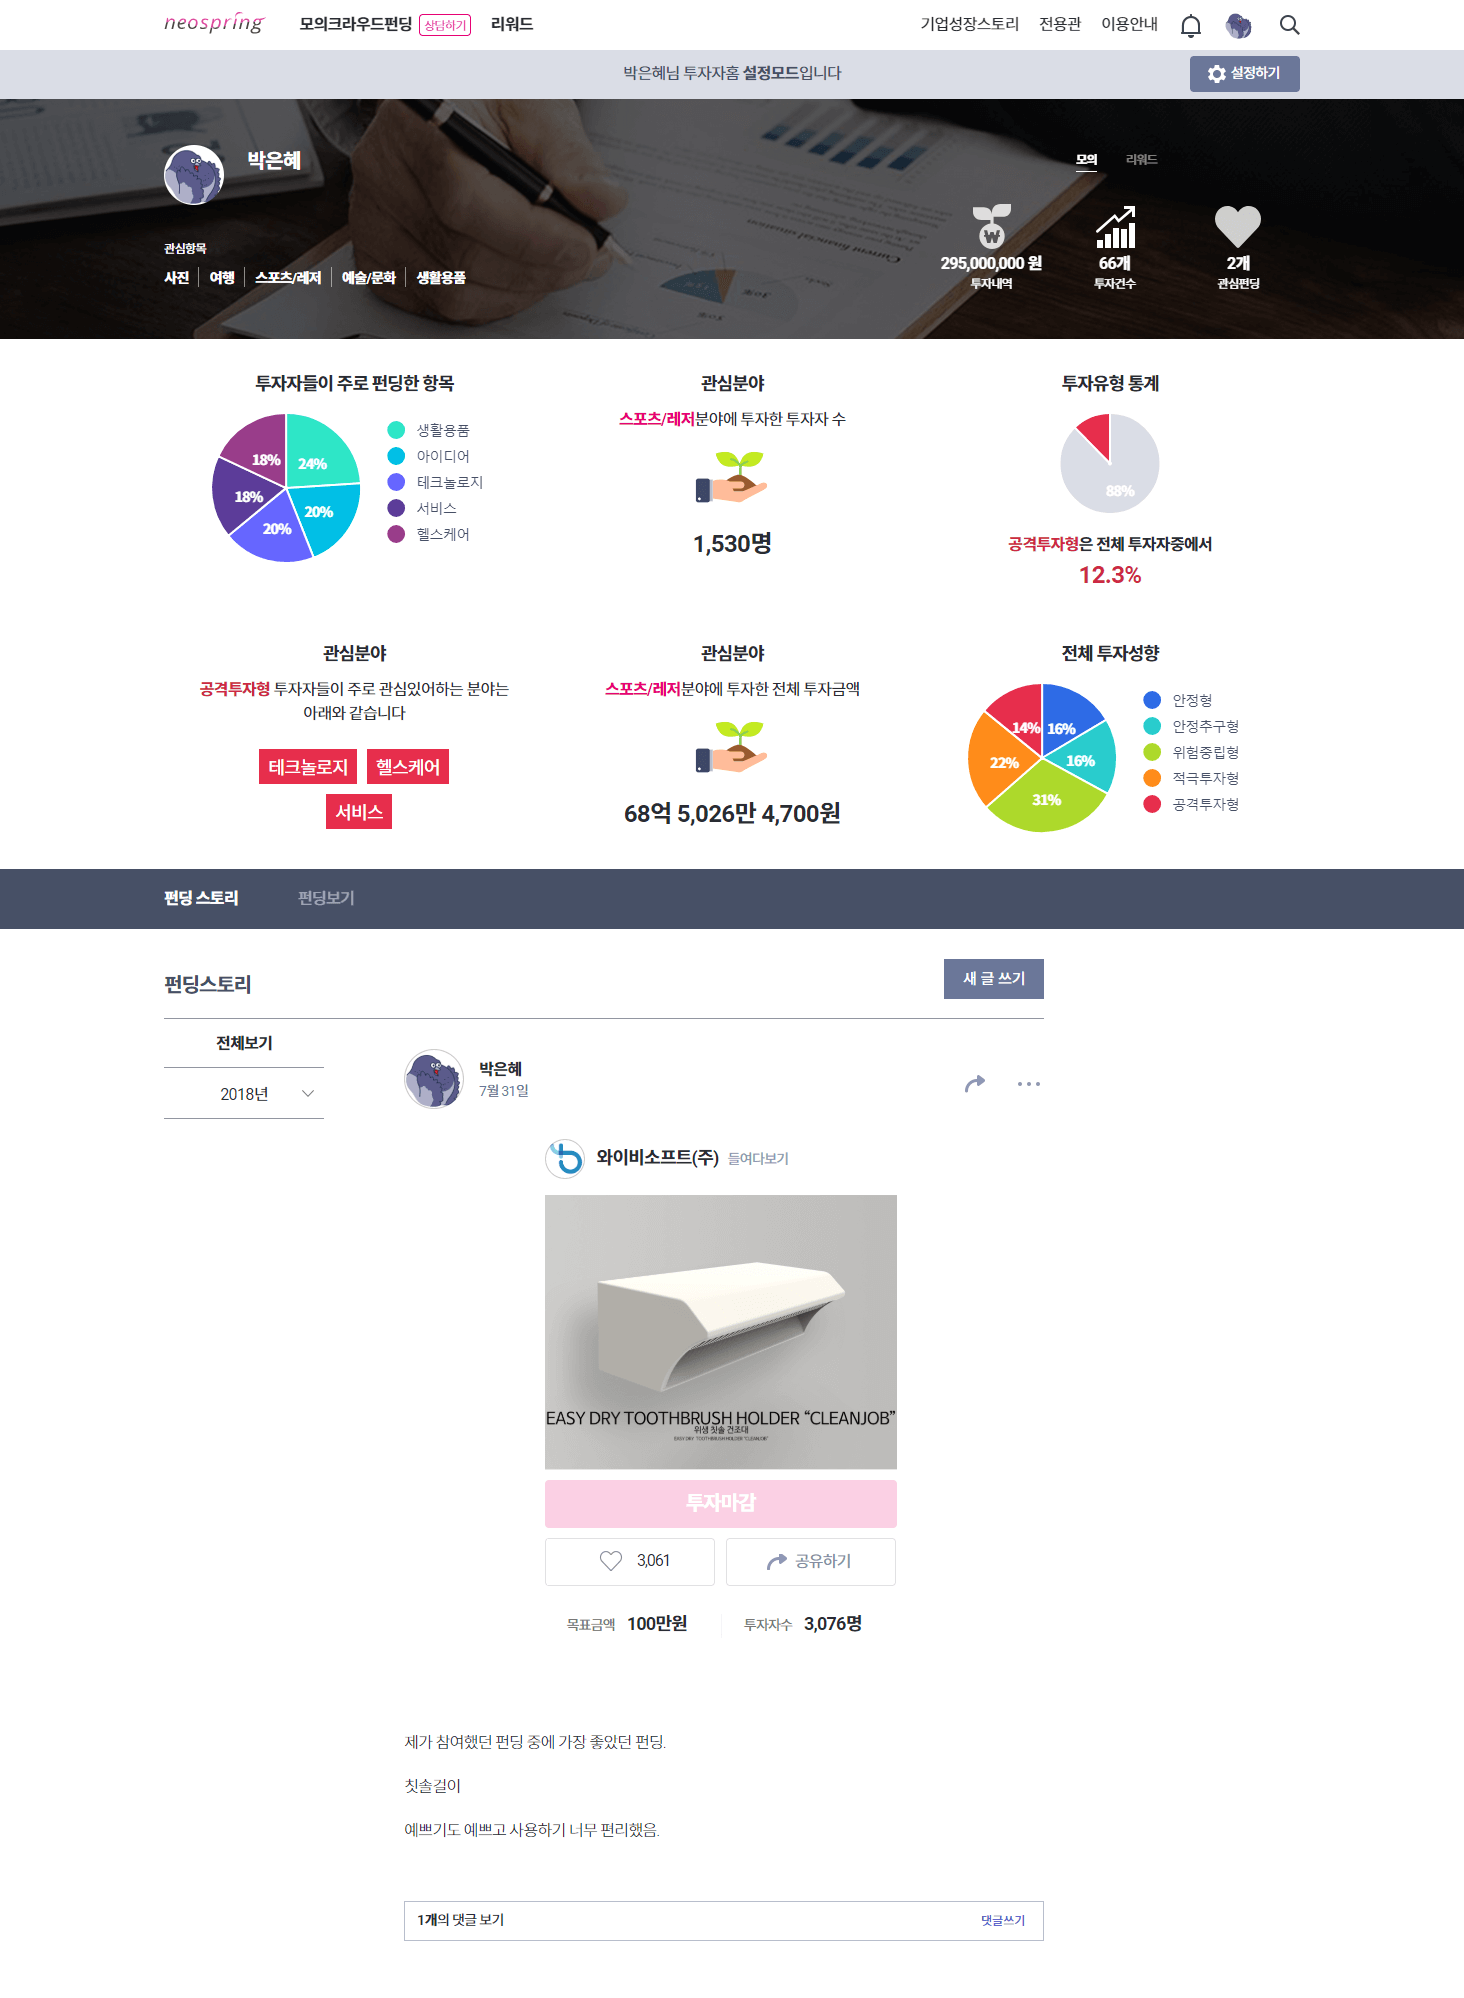 neospring
모의크라우드펀딩 상담하기 리워드
기업성장스토리 전용관 이용안내
박은혜님 투자자홈 설정모드입니다
설정하기
박은혜
모의 리워드
관심항목
사진 여행 스포츠/레저 예술/문화 생활용품
295,000,000 원
투자내역
66개
투자건수
2개
관심펀딩
투자자들이 주로 펀딩한 항목
24%
20%
20%
18%
18%
생활용품
아이디어
테크놀로지
서비스
헬스케어
관심분야
스포츠/레저분야에 투자한 투자자 수
1,530명
투자유형 통계
88%
공격투자형은 전체 투자자중에서
12.3%
관심분야
공격투자형 투자자들이 주로 관심있어하는 분야는
아래와 같습니다
테크놀로지 헬스케어
서비스
관심분야
스포츠/레저분야에 투자한 전체 투자금액
68억 5,026만 4,700원
전체 투자성향
16%
16%
31%
22%
14%
안정형
안정추구형
위험중립형
적극투자형
공격투자형
펀딩 스토리 펀딩보기
펀딩스토리
새 글 쓰기
전체보기
2018년
박은혜
7월 31일
와이비소프트(주) 들여다보기
EASY DRY TOOTHBRUSH HOLDER “CLEANJOB”
위생 칫솔 건조대
EASY DRY TOOTHBRUSH HOLDER “CLEANJOB”
투자마감
3,061
공유하기
목표금액 100만원 투자자수 3,076명
제가 참여했던 펀딩 중에 가장 좋았던 펀딩.
칫솔걸이
예쁘기도 예쁘고 사용하기 너무 편리했음.
1개의 댓글 보기
댓글쓰기